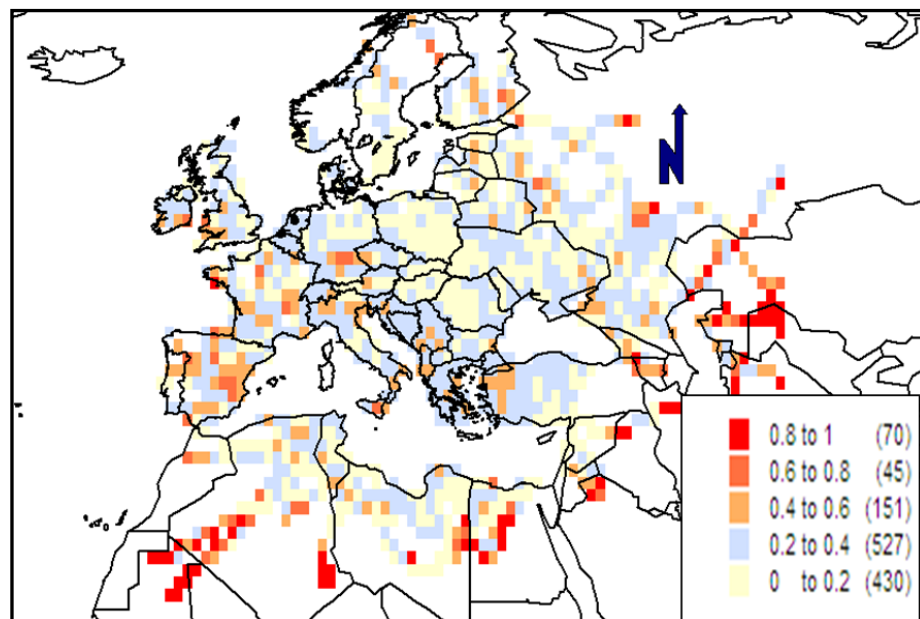 N
0.8 to 1 (70)
0.6 to 0.8 (45)
0.4 to 0.6 (151)
0.2 to 0.4 (527)
0 to 0.2 (430)